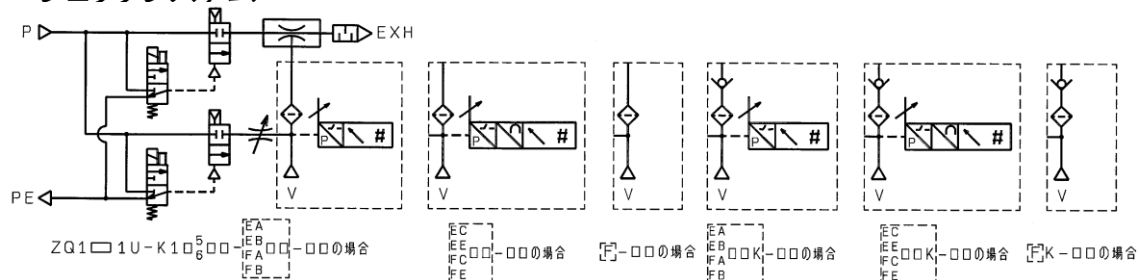 P
EXH
P #
P #
P #
P #
V
V
V
V
V
V
PE
ZQ1□1U-K1□5/6□□-EA EB FA FB□□-□□の場合
EC EE FC FE□□-□□の場合
F-□□の場合
EA EB FA FB□□K-□□の場合
EC EE FC FE□□K-□□の場合
FK-□□の場合